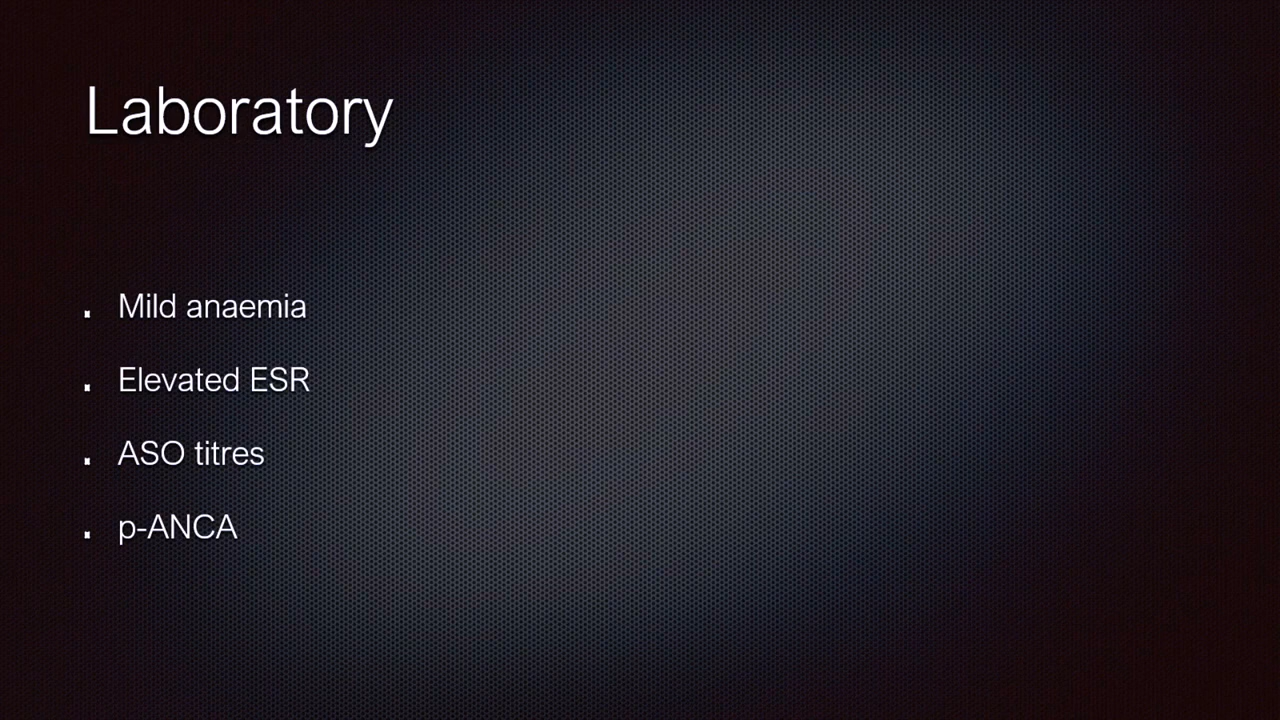 Laboratory
. Mild anaemia
. Elevated ESR
. ASO titres
. p-ANCA